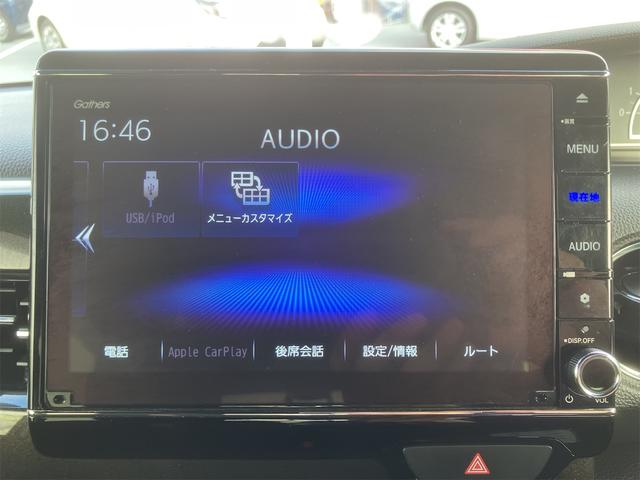 Gathers
16:46
AUDIO
USB/iPod
メニューカスタマイズ
電話
Apple CarPlay
後席会話
設定/情報
ルート
MENU
現在地
AUDIO
DISP.OFF
VOL
1
0